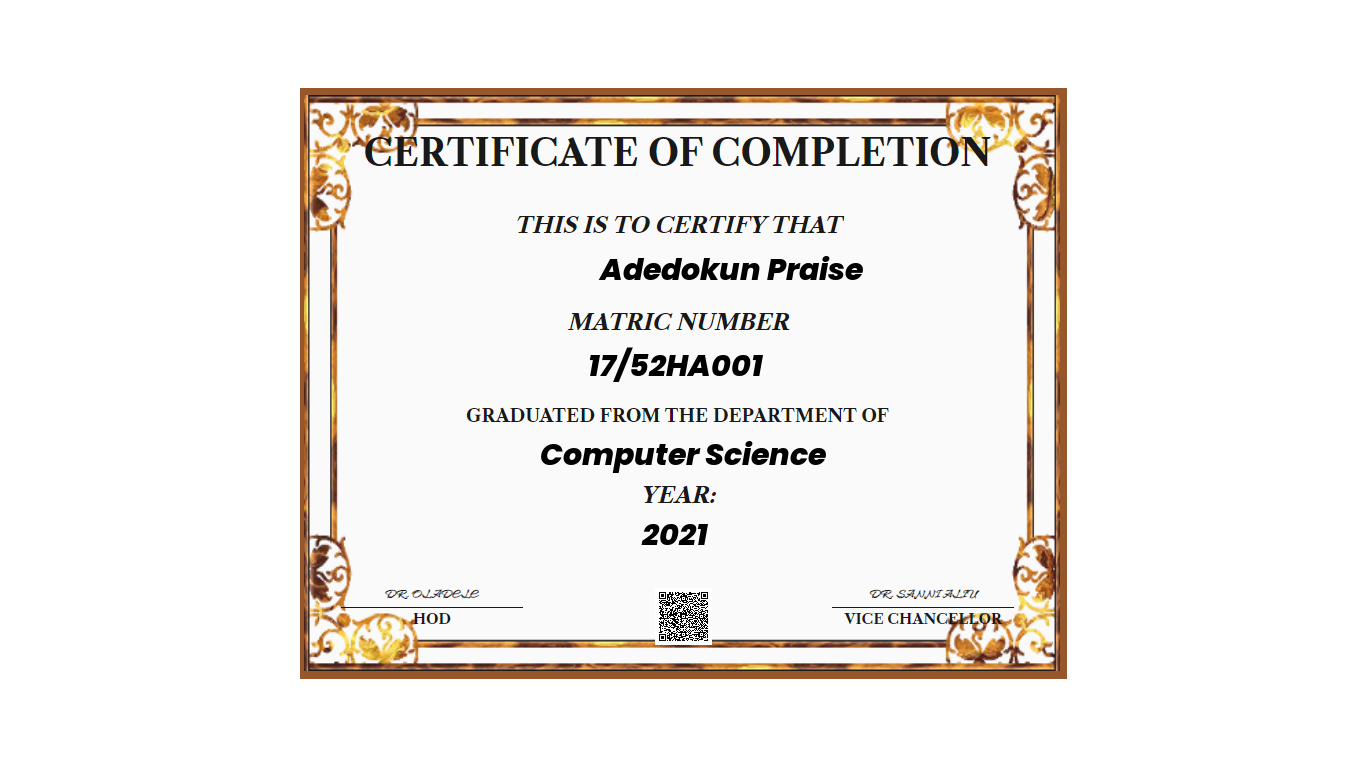 CERTIFICATE OF COMPLETION
THIS IS TO CERTIFY THAT
Adedokun Praise
MATRIC NUMBER
17/52HA001
GRADUATED FROM THE DEPARTMENT OF
Computer Science
YEAR:
2021
DR. OLADELE
DR. SANNI ALIU
HOD
VICE CHANCELLOR